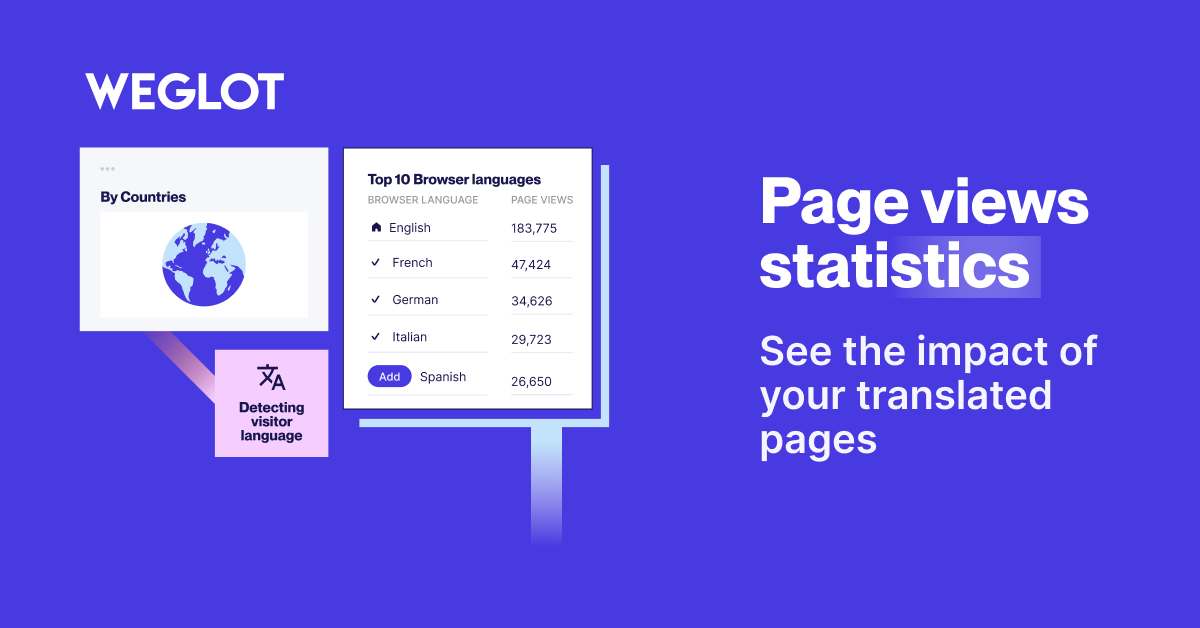 WEGLOT
By Countries
Detecting
visitor
language
Top 10 Browser languages
BROWSER LANGUAGE PAGE VIEWS
English 183,775
French 47,424
German 34,626
Italian 29,723
Add Spanish 26,650
Page views
statistics
See the impact of
your translated
pages